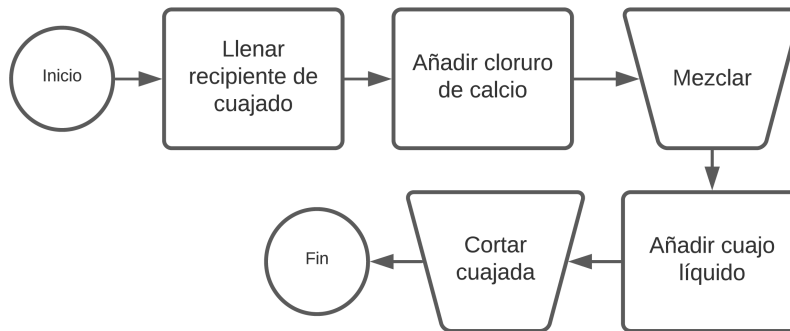 Inicio
Llenar
recipiente de
cuajado
Añadir cloruro
de calcio
Mezclar
Añadir cuajo
líquido
Cortar
cuajada
Fin